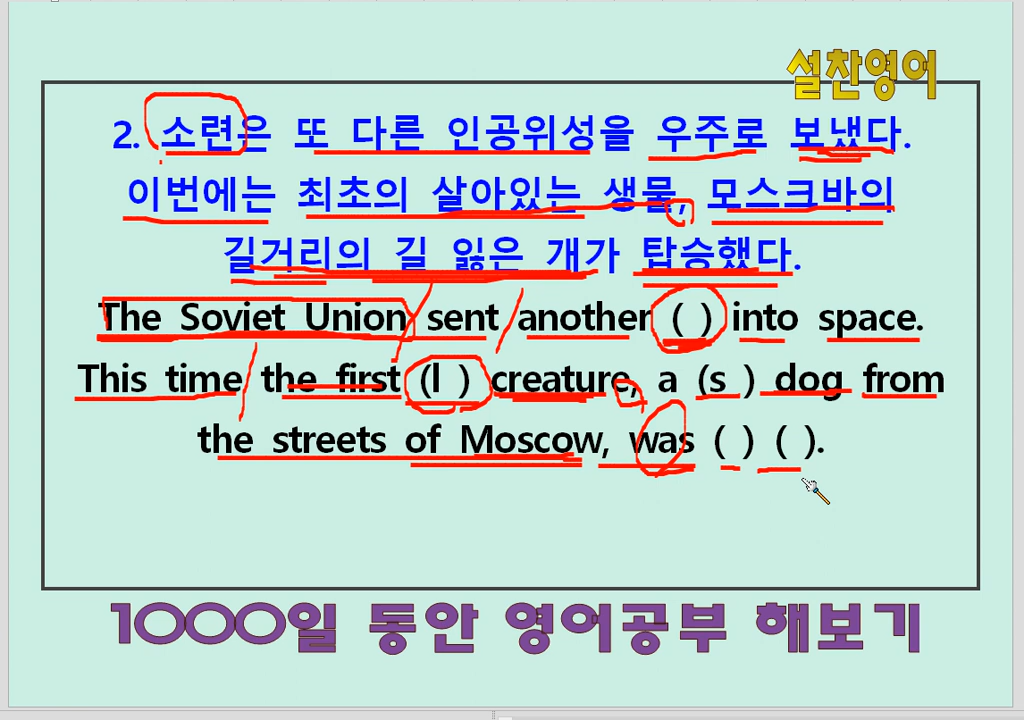 설찬영어
2. 소련은 또 다른 인공위성을 우주로 보냈다.
이번에는 최초의 살아있는 생물, 모스크바의
길거리의 길 잃은 개가 탑승했다.
The Soviet Union sent another ( ) into space.
This time the first (l ) creature, a (s ) dog from
the streets of Moscow, was ( ) ( ).
1000일 동안 영어공부 해보기